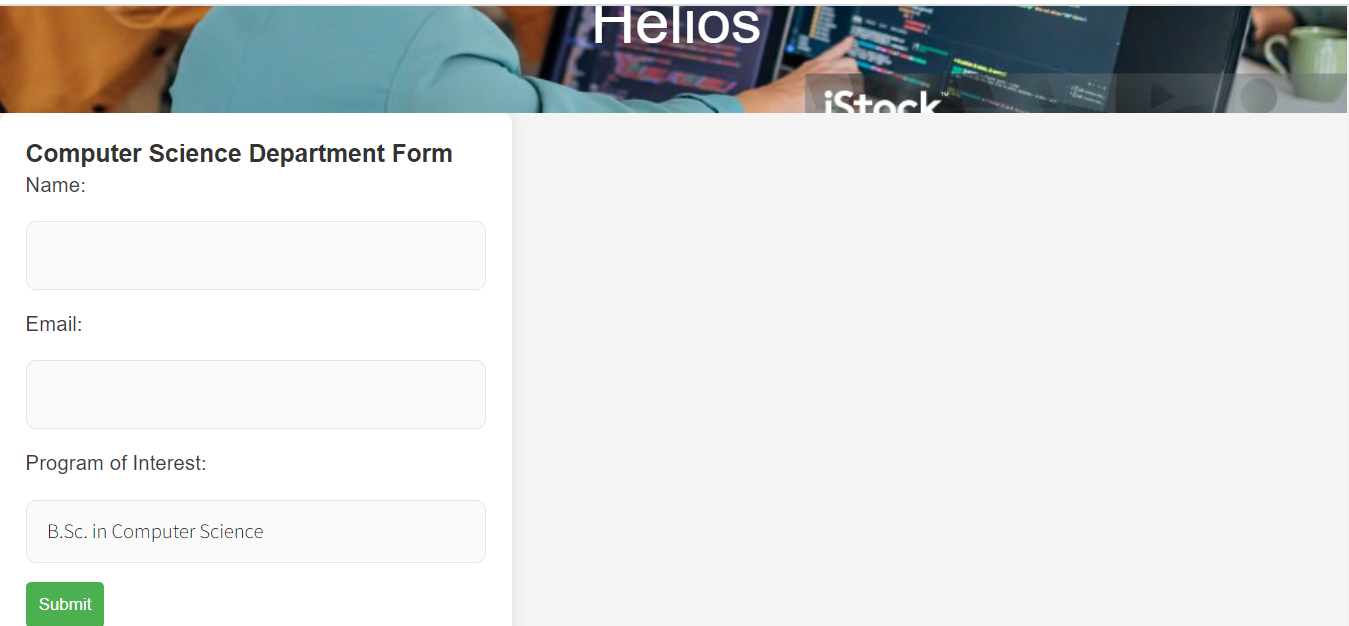 Helios
iStock™
Computer Science Department Form
Name:
Email:
Program of Interest:
B.Sc. in Computer Science
Submit